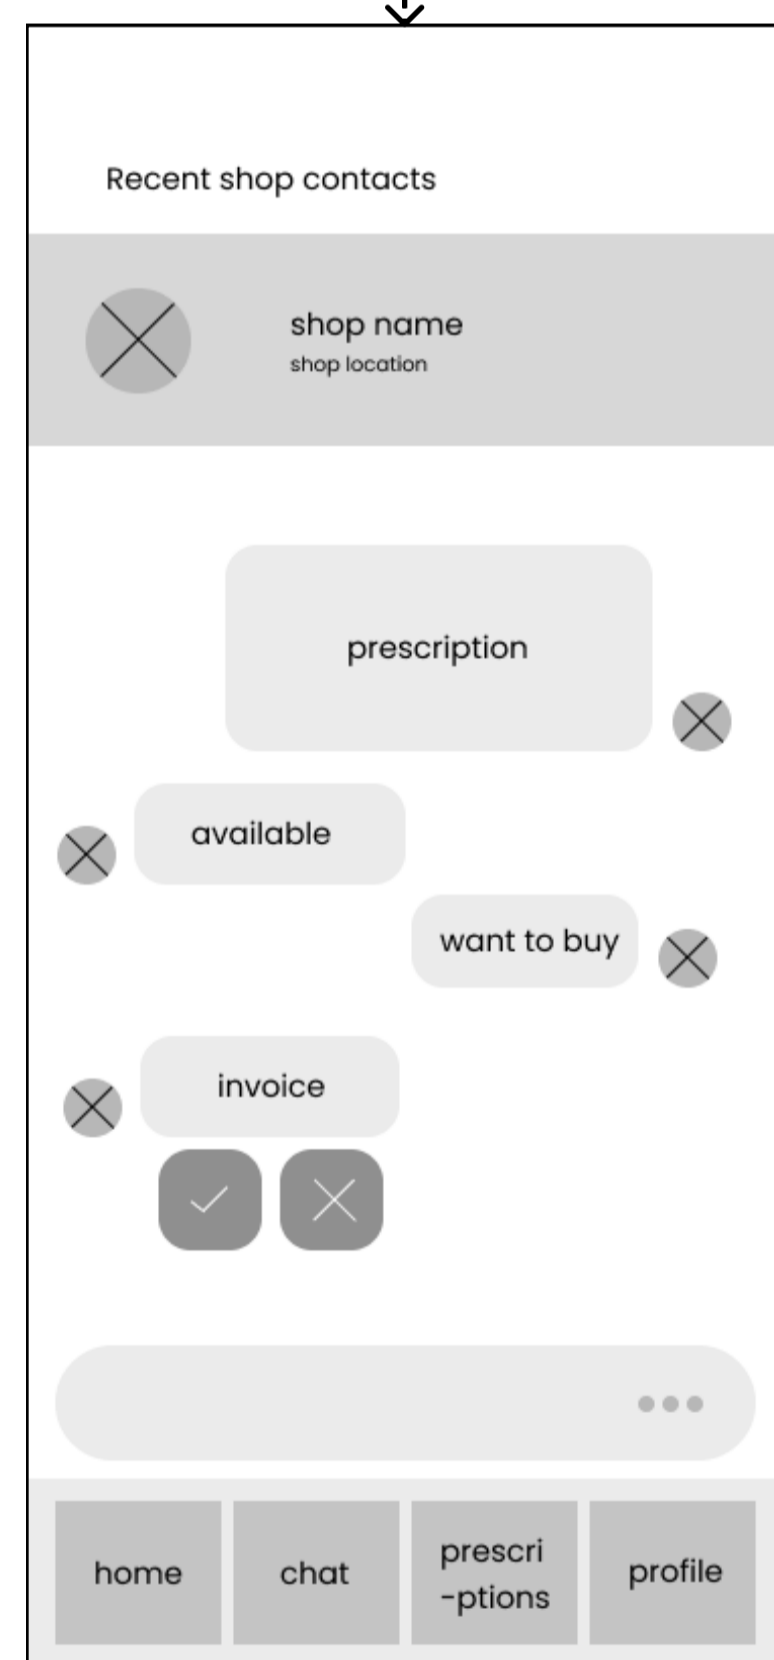 Recent shop contacts
shop name
shop location
prescription
available
want to buy
invoice
home
chat
prescri
-ptions
profile